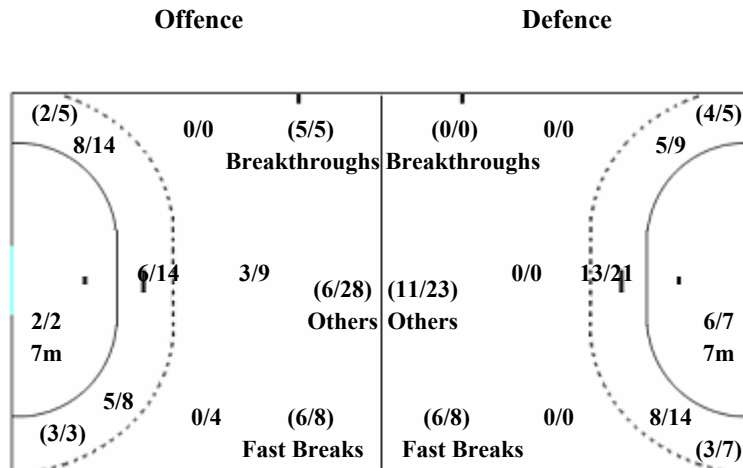 Offence Defence
(2/5) 0/0 (5/5) (0/0) 0/0 (4/5)
8/14 5/9
Breakthroughs Breakthroughs
6/14 3/9 0/0 13/21
(6/28) (11/23)
2/2 Others Others 6/7
7m 7m
5/8
0/4 (6/8) (6/8) 0/0 8/14
(3/3) Fast Breaks Fast Breaks (3/7)